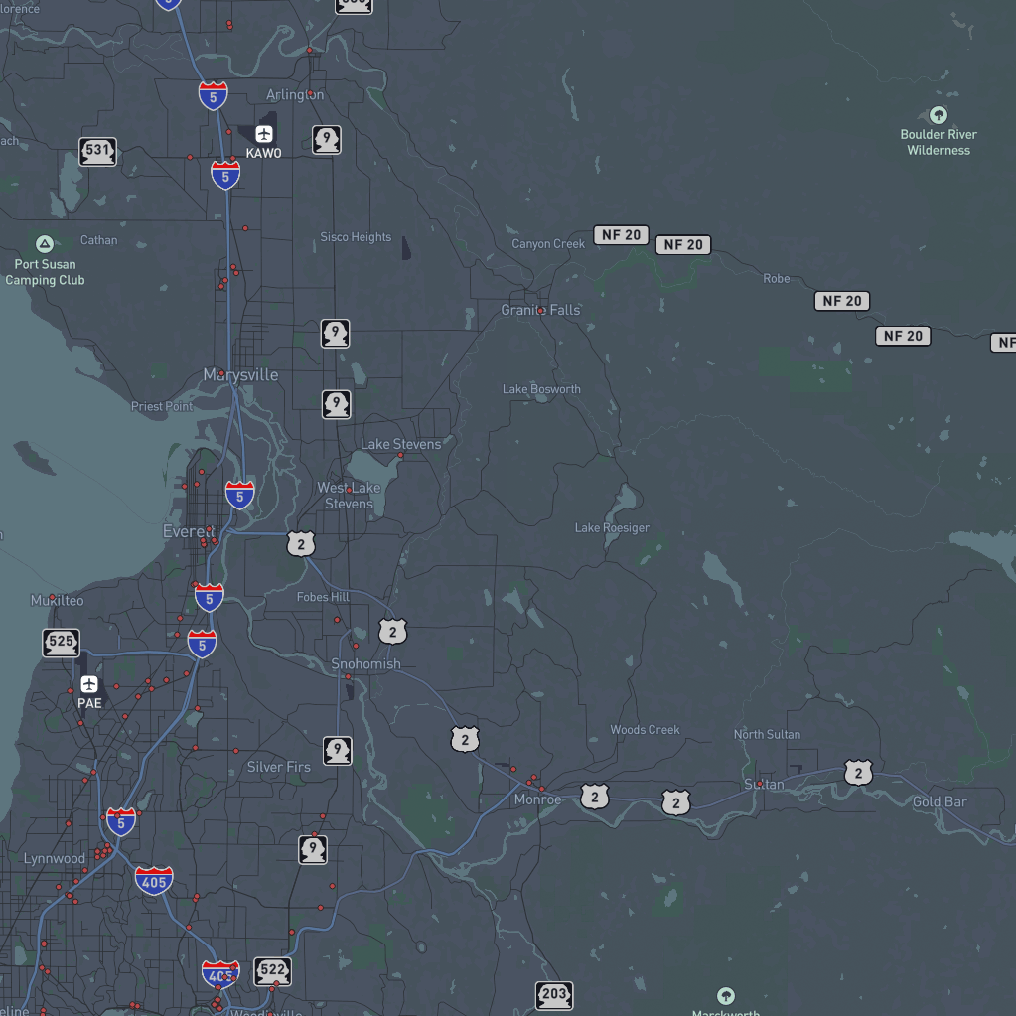 5
Arlington
KAWO
9
531
5
Boulder River
Wilderness
Cathan
Sisco Heights
Port Susan
Camping Club
Canyon Creek
NF 20
NF 20
Robe
NF 20
Granite Falls
9
NF 20
NF
Marysville
Lake Bosworth
Priest Point
9
Lake Stevens
West Lake
Stevens
5
Everett
2
Lake Roesiger
Mukilteo
5
Fobes Hill
525
5
2
Snohomish
PAE
Woods Creek
North Sultan
9
2
Silver Firs
2
Sultan
Monroe
2
2
Gold Bar
5
Lynnwood
9
405
405
522
203
Woodinville
Marckworth